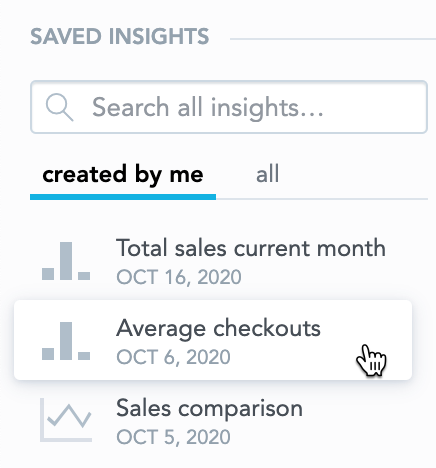 SAVED INSIGHTS
Search all insights...
created by me all
Total sales current month
OCT 16, 2020
Average checkouts
OCT 6, 2020
Sales comparison
OCT 5, 2020